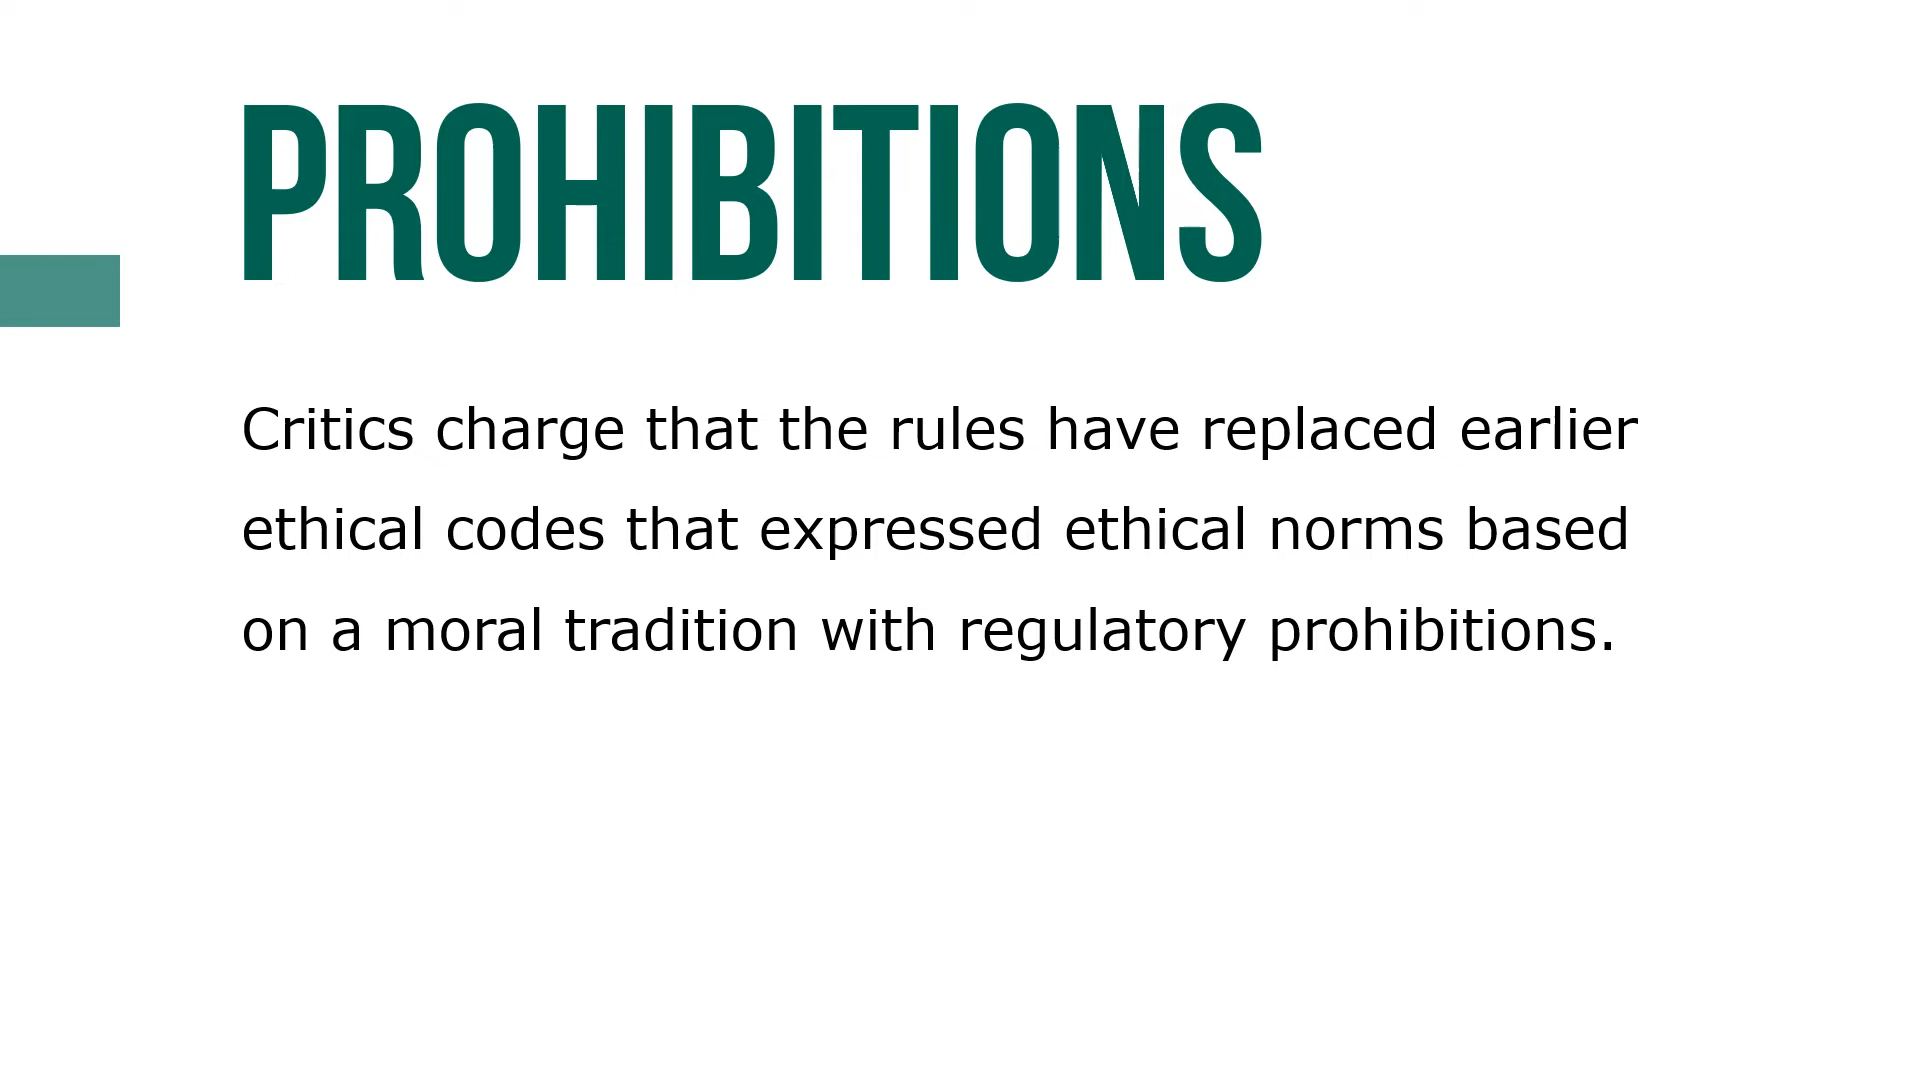 PROHIBITIONS
Critics charge that the rules have replaced earlier
ethical codes that expressed ethical norms based
on a moral tradition with regulatory prohibitions.